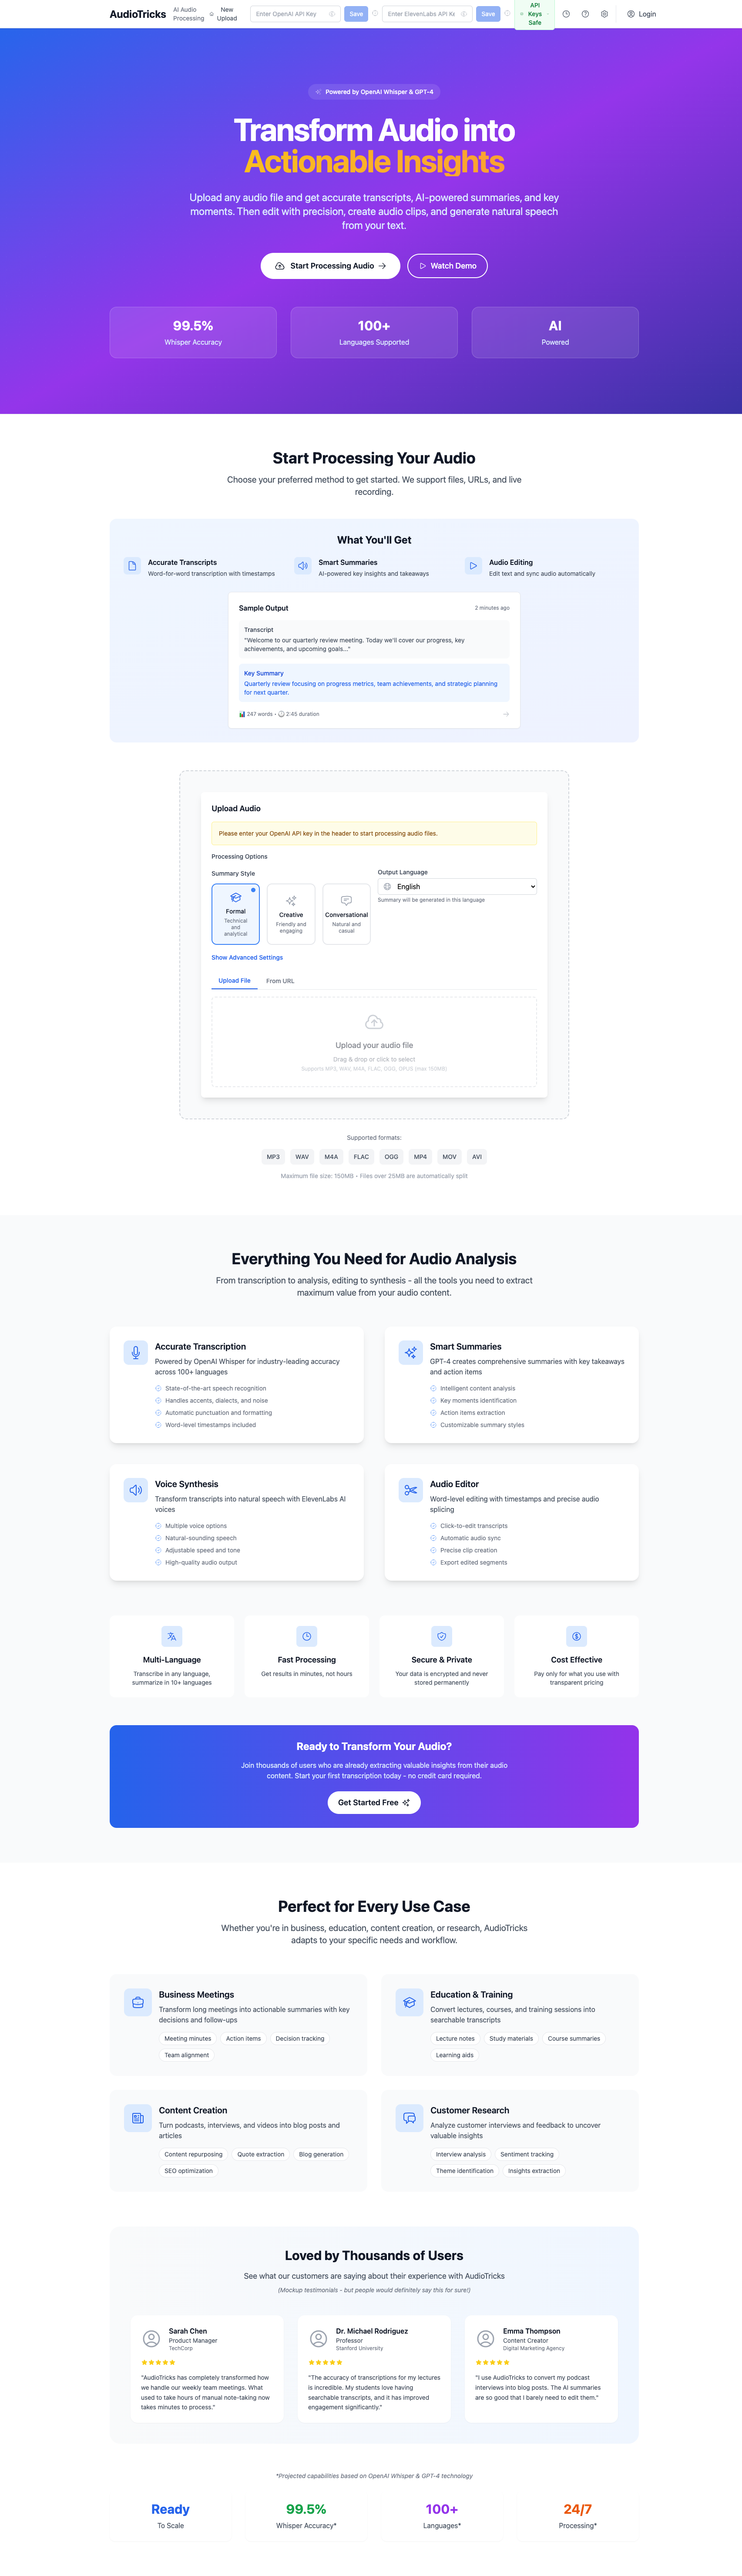 AudioTricks
AI Audio
Processing
New
Upload
Enter OpenAI API Key
Save
Enter ElevenLabs API Ke
Save
API
Keys
Safe
Login
Powered by OpenAI Whisper & GPT-4
Transform Audio into
Actionable Insights
Upload any audio file and get accurate transcripts, AI-powered summaries, and key
moments. Then edit with precision, create audio clips, and generate natural speech
from your text.
Start Processing Audio
Watch Demo
99.5%
Whisper Accuracy
100+
Languages Supported
AI
Powered
Start Processing Your Audio
Choose your preferred method to get started. We support files, URLs, and live
recording.
What You'll Get
Accurate Transcripts
Word-for-word transcription with timestamps
Smart Summaries
AI-powered key insights and takeaways
Audio Editing
Edit text and sync audio automatically
Sample Output
2 minutes ago
Transcript
"Welcome to our quarterly review meeting. Today we'll cover our progress, key
achievements, and upcoming goals..."
Key Summary
Quarterly review focusing on progress metrics, team achievements, and strategic planning
for next quarter.
247 words • 2:45 duration
Upload Audio
Please enter your OpenAI API key in the header to start processing audio files.
Processing Options
Summary Style
Formal
Technical
and
analytical
Creative
Friendly and
engaging
Conversational
Natural and
casual
Output Language
English
Summary will be generated in this language
Show Advanced Settings
Upload File
From URL
Upload your audio file
Drag & drop or click to select
Supports MP3, WAV, M4A, FLAC, OGG, OPUS (max 150MB)
Supported formats:
MP3
WAV
M4A
FLAC
OGG
MP4
MOV
AVI
Maximum file size: 150MB • Files over 25MB are automatically split
Everything You Need for Audio Analysis
From transcription to analysis, editing to synthesis - all the tools you need to extract
maximum value from your audio content.
Accurate Transcription
Powered by OpenAI Whisper for industry-leading accuracy
across 100+ languages
State-of-the-art speech recognition
Handles accents, dialects, and noise
Automatic punctuation and formatting
Word-level timestamps included
Smart Summaries
GPT-4 creates comprehensive summaries with key takeaways
and action items
Intelligent content analysis
Key moments identification
Action items extraction
Customizable summary styles
Voice Synthesis
Transform transcripts into natural speech with ElevenLabs AI
voices
Multiple voice options
Natural-sounding speech
Adjustable speed and tone
High-quality audio output
Audio Editor
Word-level editing with timestamps and precise audio
splicing
Click-to-edit transcripts
Automatic audio sync
Precise clip creation
Export edited segments
Multi-Language
Transcribe in any language,
summarize in 10+ languages
Fast Processing
Get results in minutes, not hours
Secure & Private
Your data is encrypted and never
stored permanently
Cost Effective
Pay only for what you use with
transparent pricing
Ready to Transform Your Audio?
Join thousands of users who are already extracting valuable insights from their audio
content. Start your first transcription today - no credit card required.
Get Started Free
Perfect for Every Use Case
Whether you're in business, education, content creation, or research, AudioTricks
adapts to your specific needs and workflow.
Business Meetings
Transform long meetings into actionable summaries with key
decisions and follow-ups
Meeting minutes
Action items
Decision tracking
Team alignment
Education & Training
Convert lectures, courses, and training sessions into
searchable transcripts
Lecture notes
Study materials
Course summaries
Learning aids
Content Creation
Turn podcasts, interviews, and videos into blog posts and
articles
Content repurposing
Quote extraction
Blog generation
SEO optimization
Customer Research
Analyze customer interviews and feedback to uncover
valuable insights
Interview analysis
Sentiment tracking
Theme identification
Insights extraction
Loved by Thousands of Users
See what our customers are saying about their experience with AudioTricks
(Mockup testimonials - but people would definitely say this for sure!)
Sarah Chen
Product Manager
TechCorp
"AudioTricks has completely transformed how
we handle our weekly team meetings. What
used to take hours of manual note-taking now
takes minutes to process."
Dr. Michael Rodriguez
Professor
Stanford University
"The accuracy of transcriptions for my lectures
is incredible. My students love having
searchable transcripts, and it has improved
engagement significantly."
Emma Thompson
Content Creator
Digital Marketing Agency
"I use AudioTricks to convert my podcast
interviews into blog posts. The AI summaries
are so good that I barely need to edit them."
*Projected capabilities based on OpenAI Whisper & GPT-4 technology
Ready
To Scale
99.5%
Whisper Accuracy*
100+
Languages*
24/7
Processing*